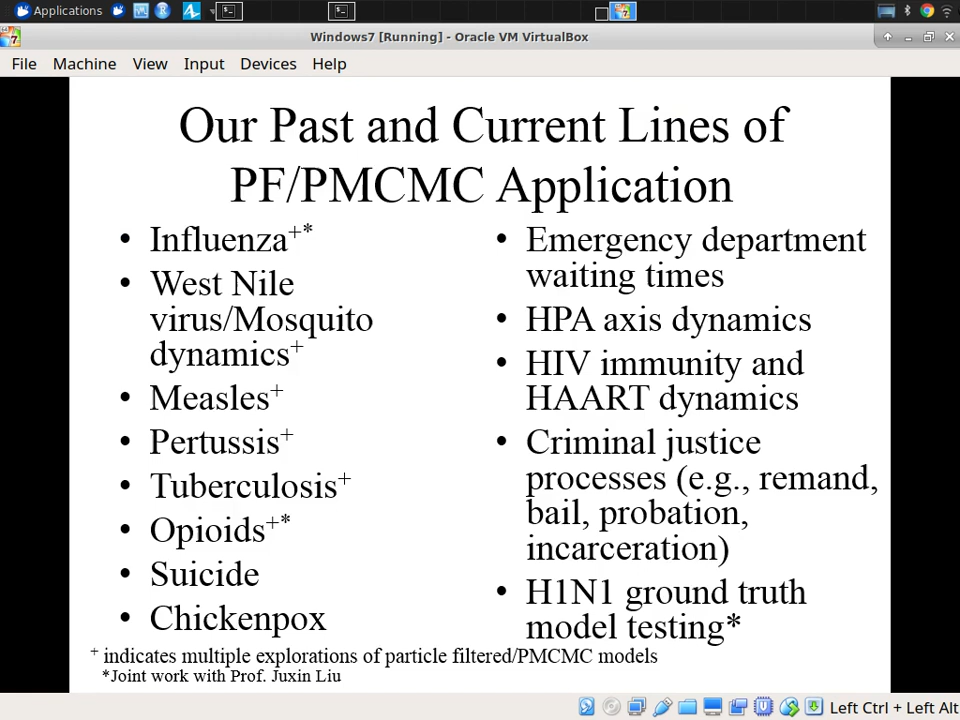 Applications
Windows7 [Running] - Oracle VM VirtualBox
File Machine View Input Devices Help
Our Past and Current Lines of
PF/PMCMC Application
• Influenza+*
• West Nile
virus/Mosquito
dynamics+
• Measles+
• Pertussis+
• Tuberculosis+
• Opioids+*
• Suicide
• Chickenpox
• Emergency department
waiting times
• HPA axis dynamics
• HIV immunity and
HAART dynamics
• Criminal justice
processes (e.g., remand,
bail, probation,
incarceration)
• H1N1 ground truth
model testing*
+ indicates multiple explorations of particle filtered/PMCMC models
*Joint work with Prof. Juxin Liu
Left Ctrl + Left Alt